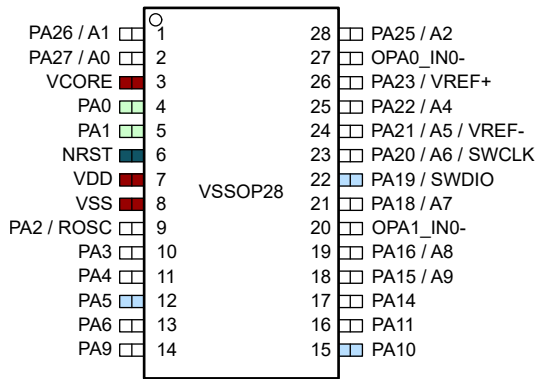 PA26 / A1 1 28 PA25 / A2
PA27 / A0 2 27 OPA0_IN0-
VCORE 3 26 PA23 / VREF+
PA0 4 25 PA22 / A4
PA1 5 24 PA21 / A5 / VREF-
NRST 6 23 PA20 / A6 / SWCLK
VDD 7 22 PA19 / SWDIO
VSSOP28
VSS 8 21 PA18 / A7
PA2 / ROSC 9 20 OPA1_IN0-
PA3 10 19 PA16 / A8
PA4 11 18 PA15 / A9
PA5 12 17 PA14
PA6 13 16 PA11
PA9 14 15 PA10